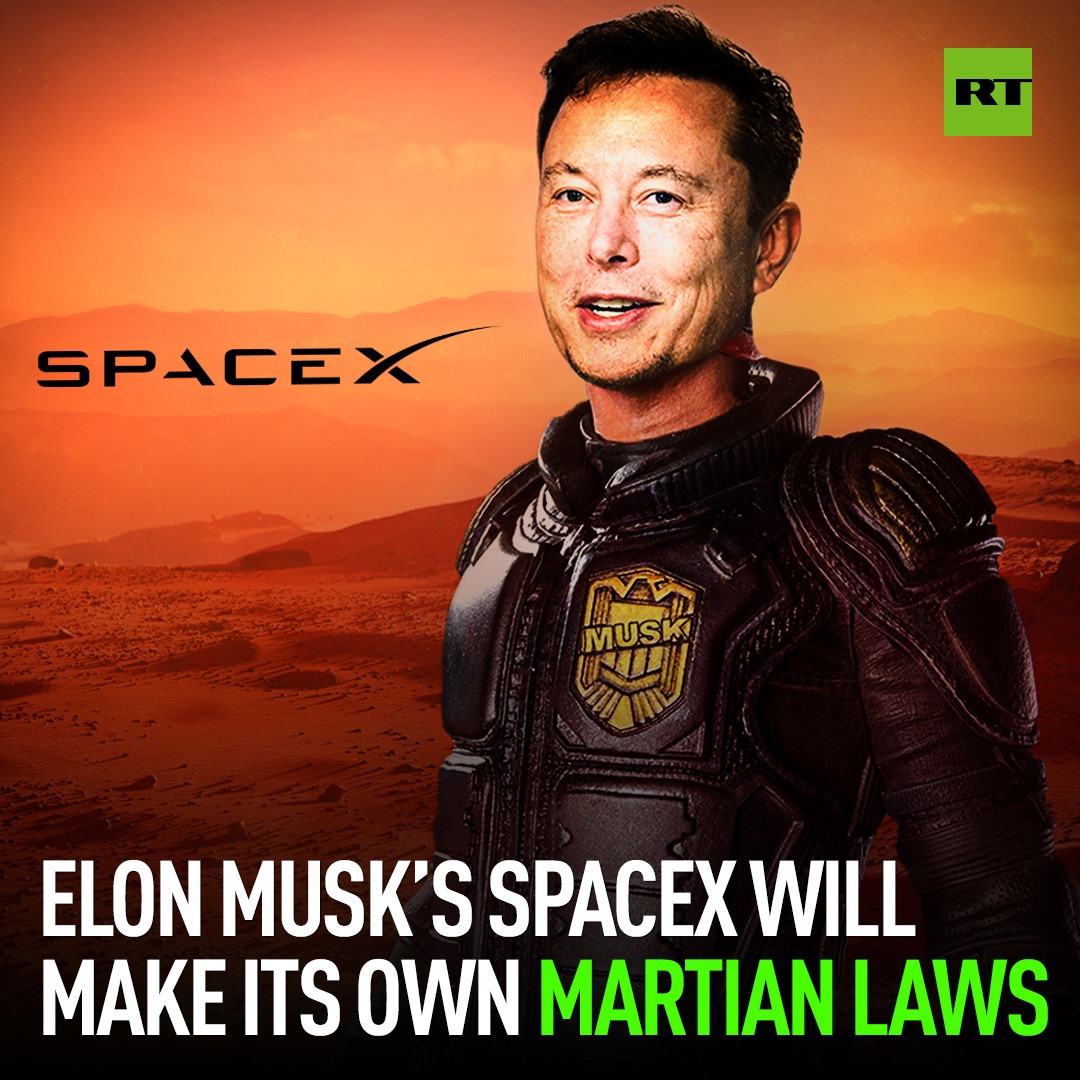 RT
SPACEX
MUSK
ELON MUSK’S SPACEX WILL
MAKE ITS OWN MARTIAN LAWS